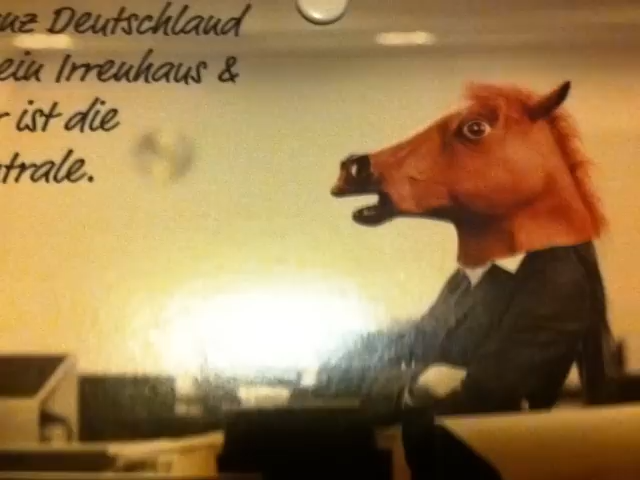 nz Deutschland
ein Irrenhaus &
ist die
trale.